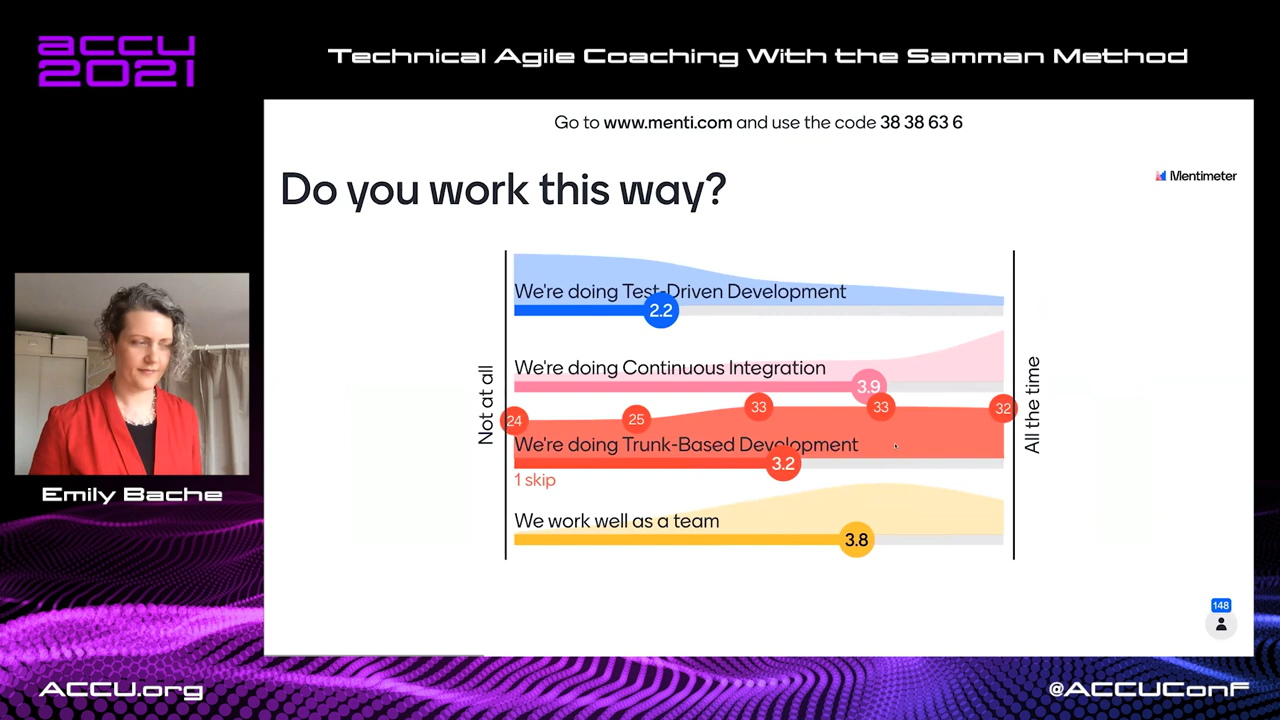 accu
2021
Technical Agile Coaching With the Samman Method
Go to www.menti.com and use the code 38 38 63 6
Do you work this way?
Mentimeter
We're doing Test-Driven Development
2.2
We're doing Continuous Integration
3.9
24
25
33
33
32
We're doing Trunk-Based Development
3.2
1 skip
We work well as a team
3.8
Not at all
All the time
148
Emily Bache
ACCU.org
@ACCUConf